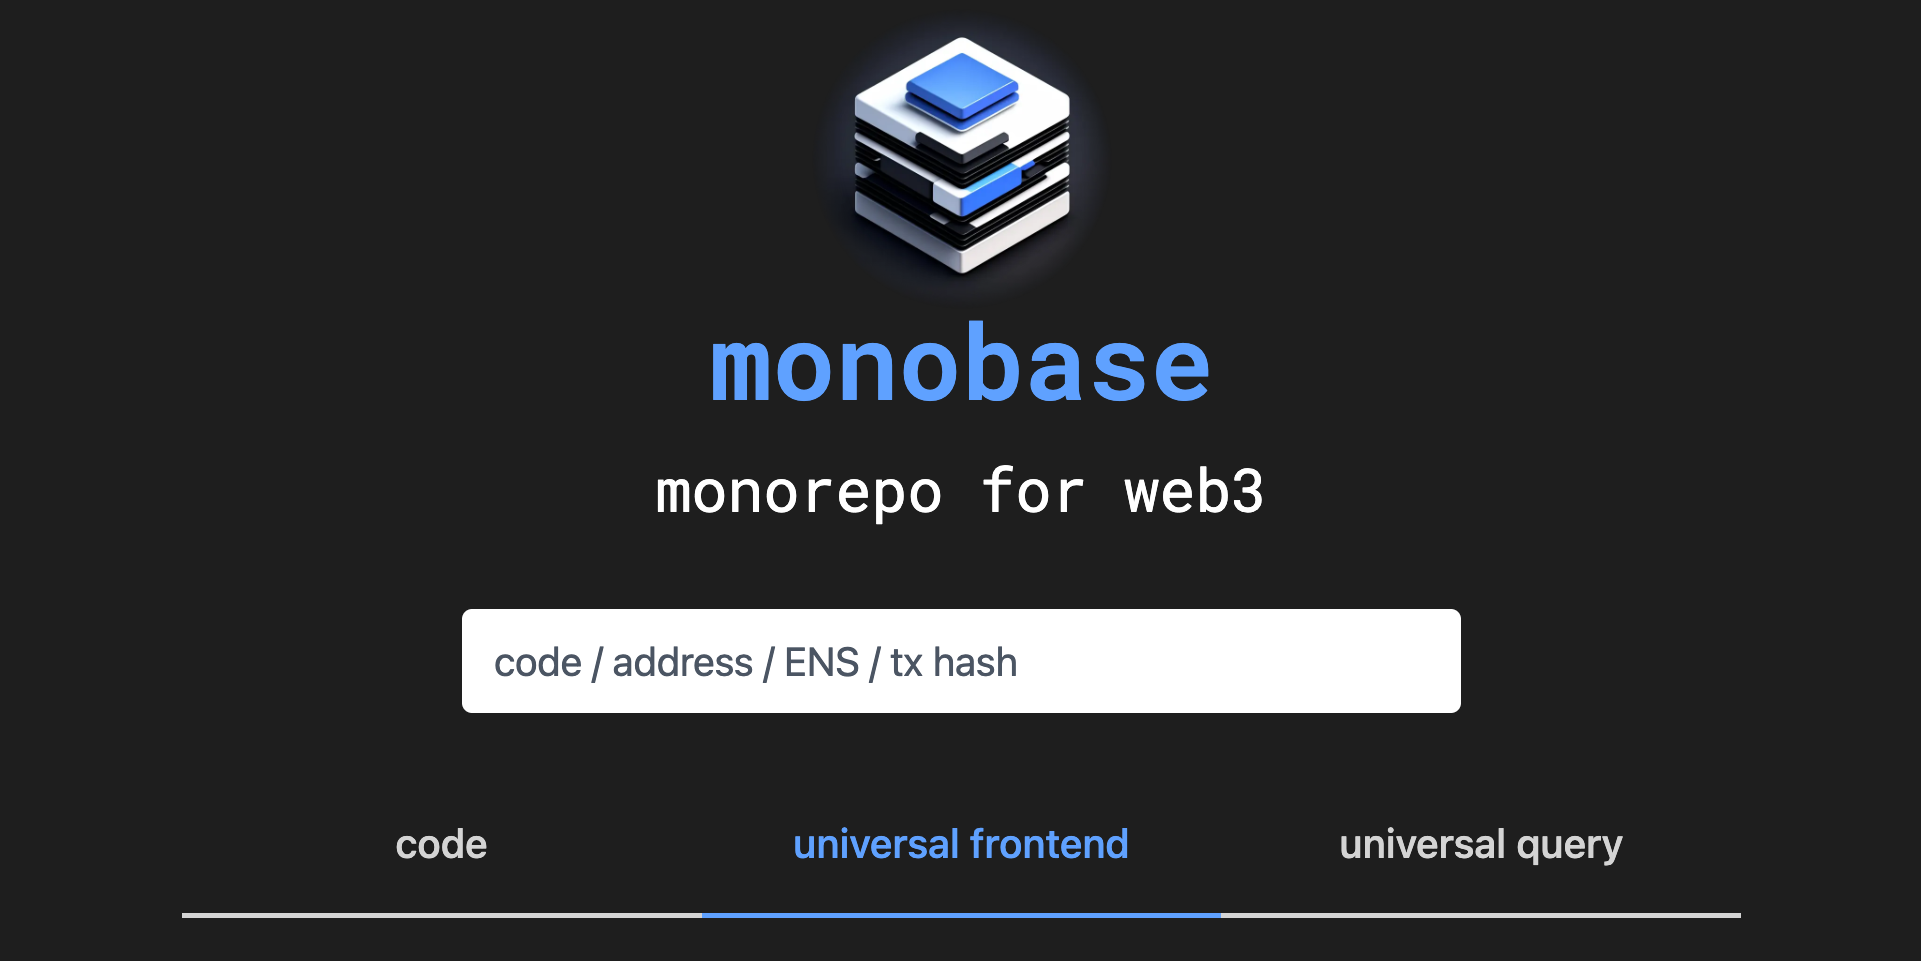 monobase
monorepo for web3
code / address / ENS / tx hash
code
universal frontend
universal query